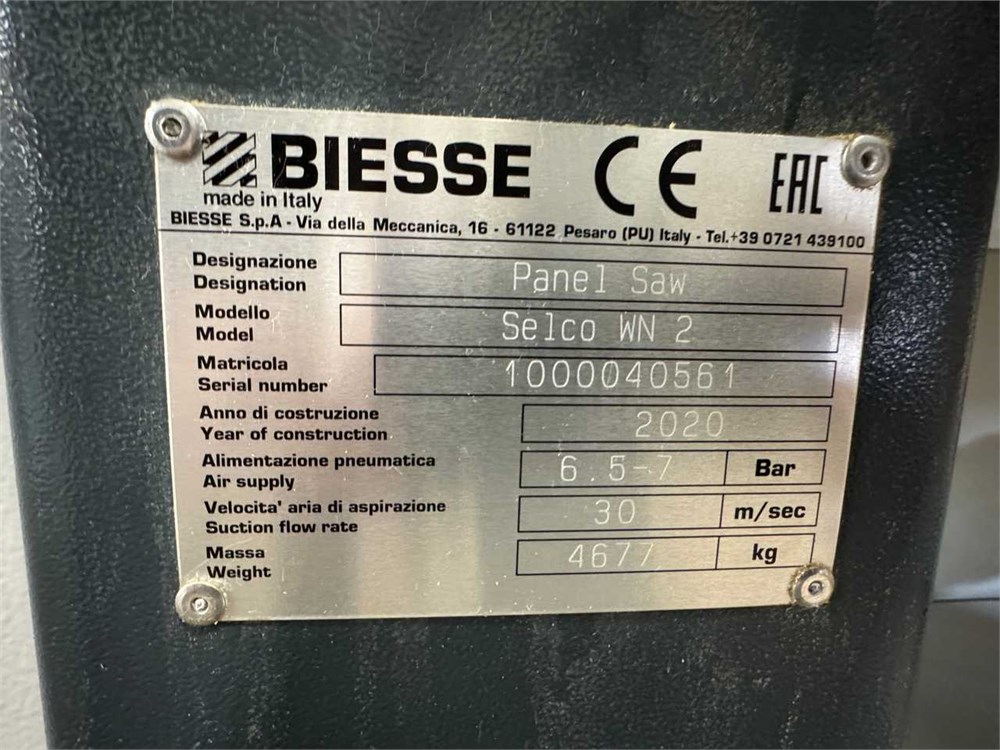 BIESSE CE EAC
made in Italy
BIESSE S.p.A - Via della Meccanica, 16 - 61122 Pesaro (PU) Italy - Tel.+39 0721 439100
Designazione
Designation Panel Saw
Modello
Model Selco WN 2
Matricola
Serial number 1000040561
Anno di costruzione
Year of construction 2020
Alimentazione pneumatica
Air supply 6.5-7 Bar
Velocita' aria di aspirazione
Suction flow rate 30 m/sec
Massa
Weight 4677 kg